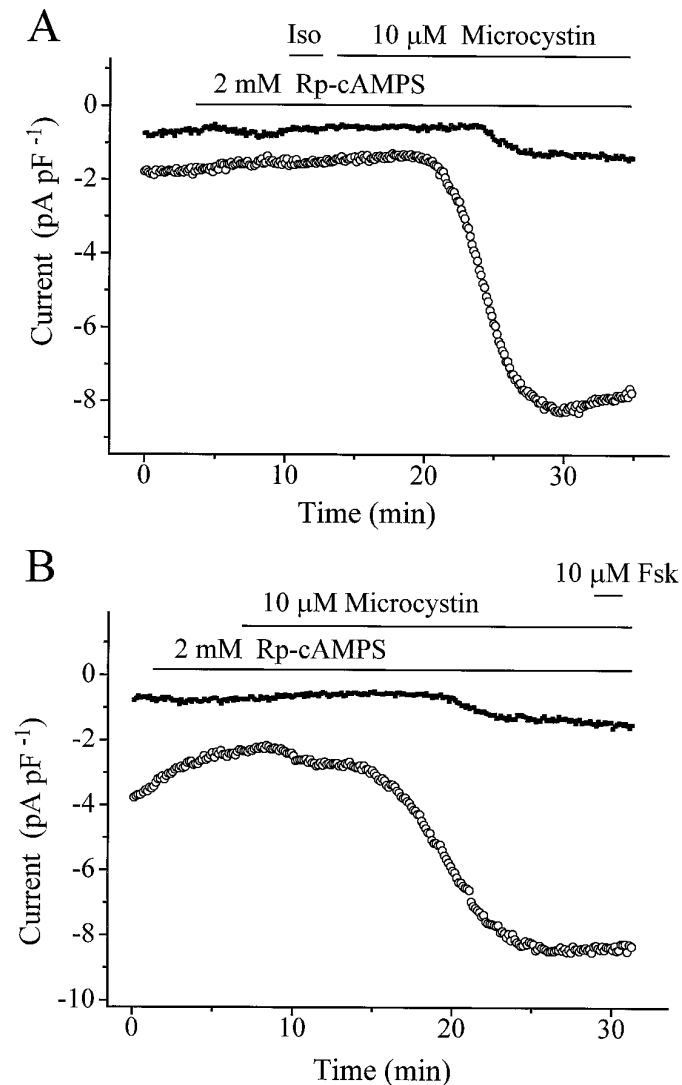 A
Iso 10 µM Microcystin
2 mM Rp-cAMPS
0
-2
-4
-6
-8
Current (pA pF⁻¹)
0 10 20 30
Time (min)
B
10 µM Fsk
10 µM Microcystin
2 mM Rp-cAMPS
0
-2
-4
-6
-8
-10
Current (pA pF⁻¹)
0 10 20 30
Time (min)